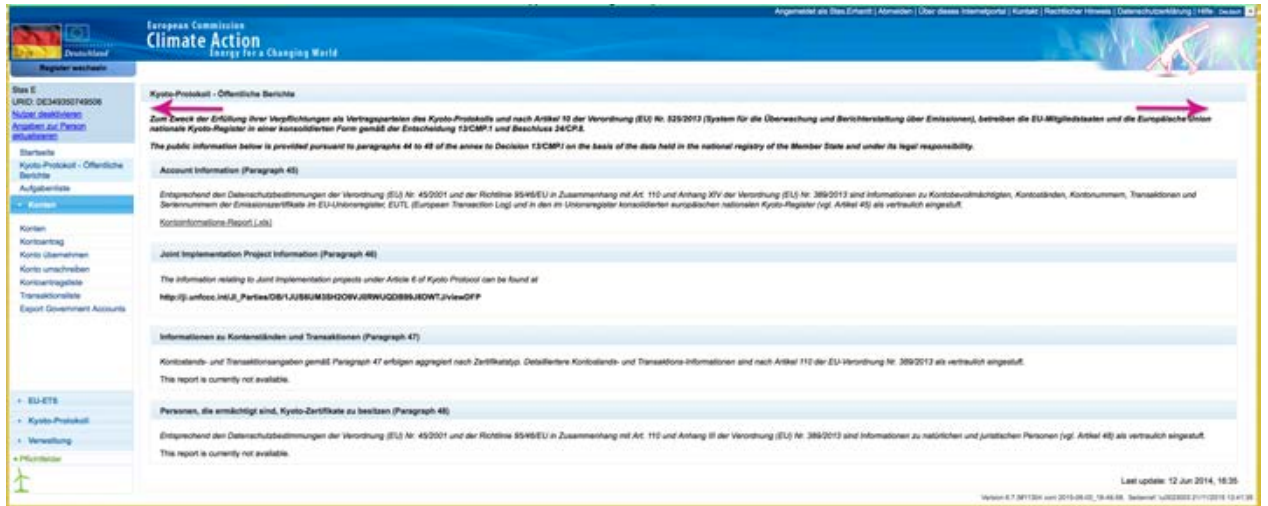 Angemeldet als Stas.Erhardt | Abmelden | Über dieses Internetportal | Kontakt | Rechtlicher Hinweis | Datenschutzerklärung | Hilfe Deutsch
European Commission
Climate Action
Energy for a Changing World
Deutschland
Register wechseln
Stas E
URID: DE349350749508
Nutzer deaktivieren
Angaben zur Person
aktualisieren
Startseite
Kyoto-Protokoll - Öffentliche
Berichte
Aufgabenliste
Konten
Konten
Kontoantrag
Konto übernehmen
Konto umschreiben
Kontoantragsliste
Transaktionsliste
Export Government Accounts
EU-ETS
Kyoto-Protokoll
Verwaltung
Pflichtfelder
Kyoto-Protokoll - Öffentliche Berichte
Zum Zweck der Erfüllung ihrer Verpflichtungen als Vertragsparteien des Kyoto-Protokolls und nach Artikel 10 der Verordnung (EU) Nr. 525/2013 (System für die Überwachung und Berichterstattung über Emissionen), betreiben die EU-Mitgliedstaaten und die Europäische Union
nationale Kyoto-Register in einer konsolidierten Form gemäß der Entscheidung 13/CMP.1 und Beschluss 24/CP.8.
The public information below is provided pursuant to paragraphs 44 to 48 of the annex to Decision 13/CMP.1 on the basis of the data held in the national registry of the Member State and under its legal responsibility.
Account Information (Paragraph 45)
Entsprechend den Datenschutzbestimmungen der Verordnung (EU) Nr. 45/2001 und der Richtlinie 95/46/EU in Zusammenhang mit Art. 110 und Anhang XIV der Verordnung (EU) Nr. 389/2013 sind Informationen zu Kontobevollmächtigten, Kontoständen, Kontonummern, Transaktionen und
Seriennummern der Emissionszertifikate im EU-Unionsregister, EUTL (European Transaction Log) und in den im Unionsregister konsolidierten europäischen nationalen Kyoto-Register (vgl. Artikel 45) als vertraulich eingestuft.
Kontoinformations-Report (.xls)
Joint Implementation Project Information (Paragraph 46)
The information relating to Joint Implementation projects under Article 6 of Kyoto Protocol can be found at
Informationen zu Kontenständen und Transaktionen (Paragraph 47)
Kontostands- und Transaktionsangaben gemäß Paragraph 47 erfolgen aggregiert nach Zertifikatstyp. Detailliertere Kontostands- und Transaktions-Informationen sind nach Artikel 110 der EU-Verordnung Nr. 389/2013 als vertraulich eingestuft.
This report is currently not available.
Personen, die ermächtigt sind, Kyoto-Zertifikate zu besitzen (Paragraph 48)
Entsprechend den Datenschutzbestimmungen der Verordnung (EU) Nr. 45/2001 und der Richtlinie 95/46/EU in Zusammenhang mit Art. 110 und Anhang III der Verordnung (EU) Nr. 389/2013 sind Informationen zu natürlichen und juristischen Personen (vgl. Artikel 48) als vertraulich eingestuft.
This report is currently not available.
Last update: 12 Jun 2014, 16:35